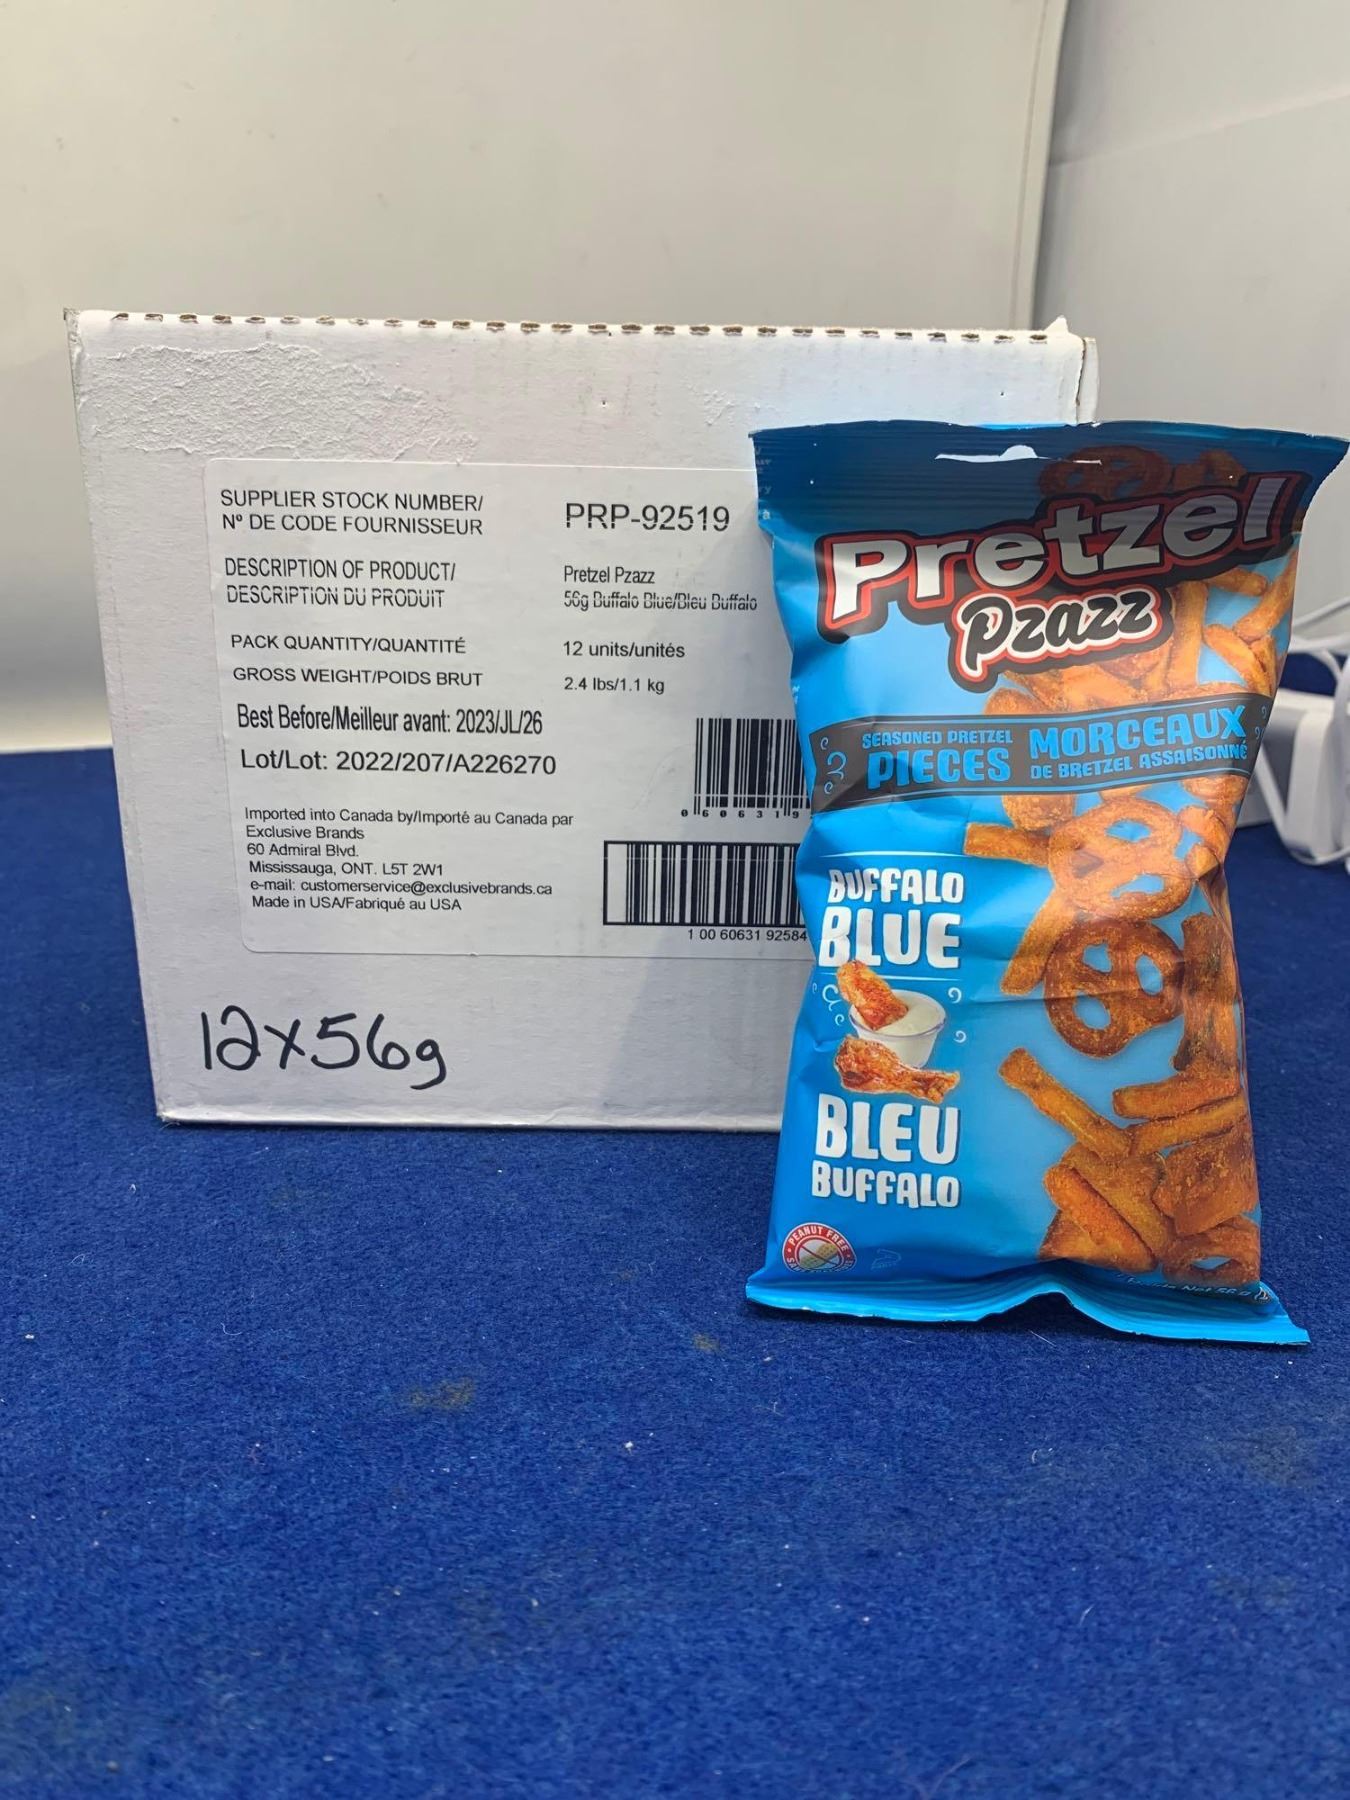 SUPPLIER STOCK NUMBER/
Nº DE CODE FOURNISSEUR
PRP-92519
DESCRIPTION OF PRODUCT/
DESCRIPTION DU PRODUIT
Pretzel Pzazz
56g Buffalo Blue/Bleu Buffalo
PACK QUANTITY/QUANTITÉ
12 units/unités
GROSS WEIGHT/POIDS BRUT
2.4 lbs/1.1 kg
Best Before/Meilleur avant: 2023/JL/26
Lot/Lot: 2022/207/A226270
Imported into Canada by/Importé au Canada par
Exclusive Brands
60 Admiral Blvd.
Mississauga, ONT. L5T 2W1
e-mail: customerservice@exclusivebrands.ca
Made in USA/Fabriqué au USA
0 60631 9
1 00 60631 92584
12x56g
Pretzel
Pzazz
SEASONED PRETZEL
PIECES
MORCEAUX
DE BRETZEL ASSAISONNÉ
BUFFALO
BLUE
BLEU
BUFFALO
PEANUT FREE
Net 56 g